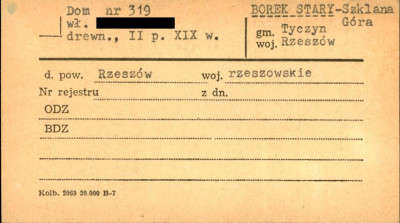 Dom nr 319
wł.
drewn., II p. XIX w.
BOREK STARY-Szklana
Góra
gm. Tyczyn
woj. Rzeszów
d. pow. Rzeszów woj. rzeszowskie
Nr rejestru z dn.
ODZ
BDZ
Kolb. 2069 20.000 B-7